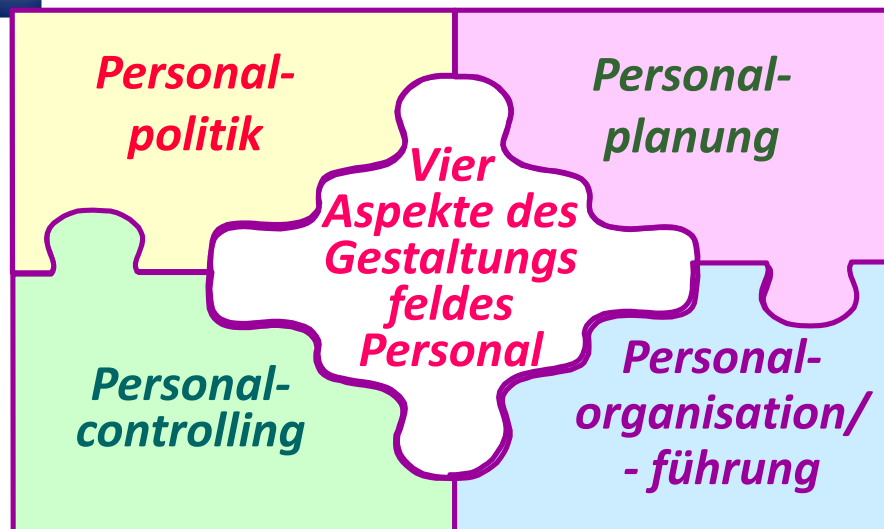 Personal-
politik
Personal-
planung
Vier
Aspekte des
Gestaltungs
feldes
Personal
Personal-
controlling
Personal-
organisation/
- führung